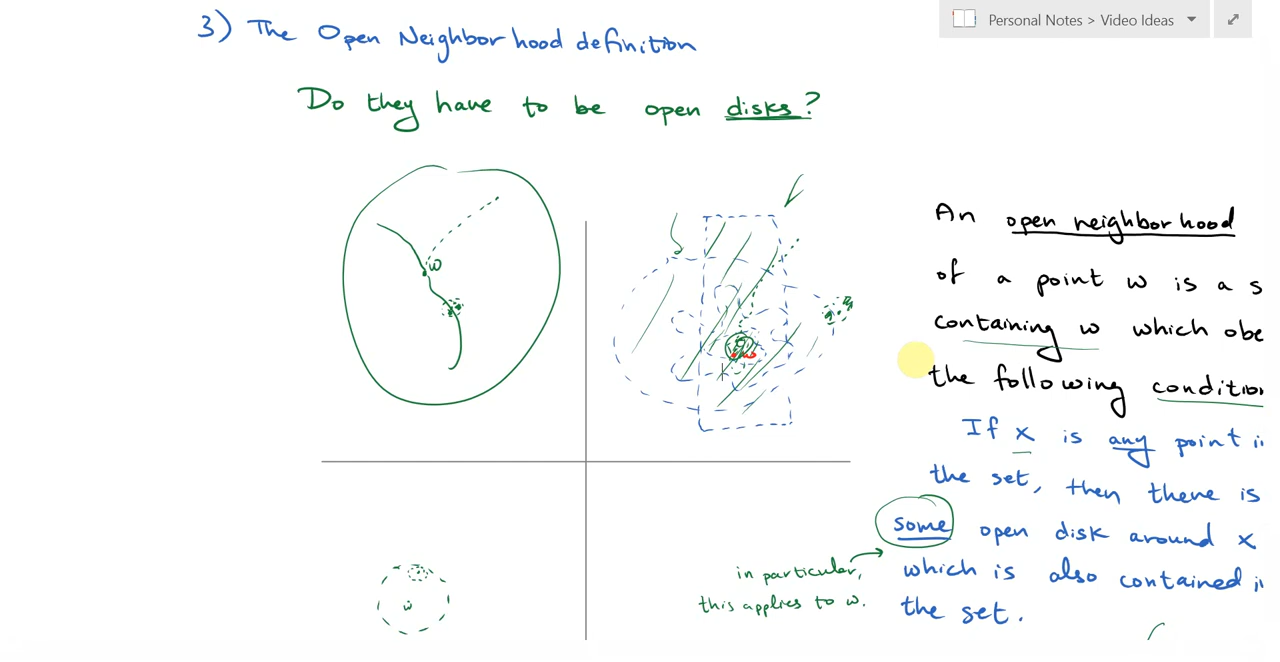 Personal Notes > Video Ideas
3) The Open Neighborhood definition
Do they have to be open disks?
An open neighborhood
of a point w is a s
containing w which obe
the following condition
If x is any point i
the set, then there is
some open disk around x
which is also contained i
the set.
w
w
w
in particular,
this applies to w.